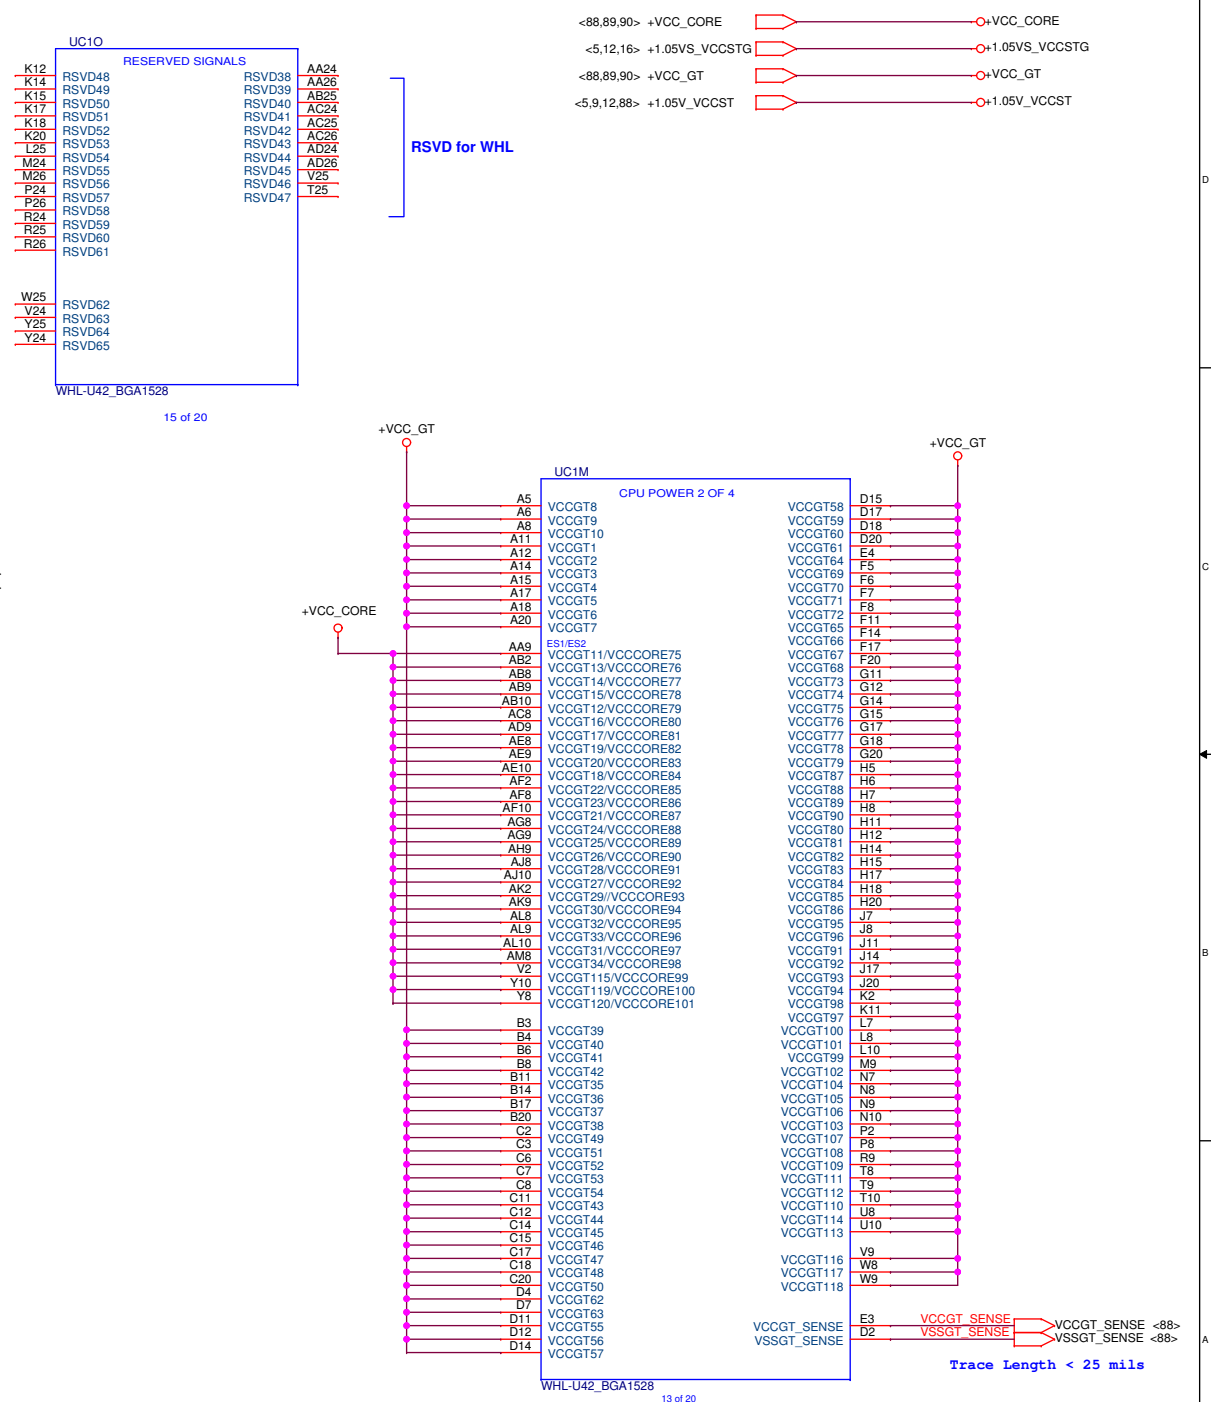 <88,89,90> +VCC_CORE +VCC_CORE
<5,12,16> +1.05VS_VCCSTG +1.05VS_VCCSTG
<88,89,90> +VCC_GT +VCC_GT
<5,9,12,88> +1.05V_VCCST +1.05V_VCCST
UC1O
RESERVED SIGNALS
K12 RSVD48 RSVD38 AA24
K14 RSVD49 RSVD39 AA26
K15 RSVD50 RSVD40 AB25
K17 RSVD51 RSVD41 AC24
K18 RSVD52 RSVD42 AC25
K20 RSVD53 RSVD43 AC26
L25 RSVD54 RSVD44 AD24
M24 RSVD55 RSVD45 AD26
M26 RSVD56 RSVD46 V25
P24 RSVD57 RSVD47 T25
P26 RSVD58
R24 RSVD59
R25 RSVD60
R26 RSVD61
W25 RSVD62
V24 RSVD63
Y25 RSVD64
Y24 RSVD65
RSVD for WHL
WHL-U42_BGA1528
15 of 20
D
C
B
A
+VCC_GT
+VCC_GT
+VCC_CORE
UC1M
CPU POWER 2 OF 4
A5 VCCGT8
A6 VCCGT9
A8 VCCGT10
A11 VCCGT1
A12 VCCGT2
A14 VCCGT3
A15 VCCGT4
A17 VCCGT5
A18 VCCGT6
A20 VCCGT7
ES1/ES2
AA9 VCCGT11/VCCCORE75
AB2 VCCGT13/VCCCORE76
AB8 VCCGT14/VCCCORE77
AB9 VCCGT15/VCCCORE78
AB10 VCCGT12/VCCCORE79
AC8 VCCGT16/VCCCORE80
AD9 VCCGT17/VCCCORE81
AE8 VCCGT19/VCCCORE82
AE9 VCCGT20/VCCCORE83
AE10 VCCGT18/VCCCORE84
AF2 VCCGT22/VCCCORE85
AF8 VCCGT23/VCCCORE86
AF10 VCCGT21/VCCCORE87
AG8 VCCGT24/VCCCORE88
AG9 VCCGT25/VCCCORE89
AH9 VCCGT26/VCCCORE90
AJ8 VCCGT28/VCCCORE91
AJ10 VCCGT27/VCCCORE92
AK2 VCCGT29//VCCCORE93
AK9 VCCGT30/VCCCORE94
AL8 VCCGT32/VCCCORE95
AL9 VCCGT33/VCCCORE96
AL10 VCCGT31/VCCCORE97
AM8 VCCGT34/VCCCORE98
V2 VCCGT115/VCCCORE99
Y10 VCCGT119/VCCCORE100
Y8 VCCGT120/VCCCORE101
B3 VCCGT39
B4 VCCGT40
B6 VCCGT41
B8 VCCGT42
B11 VCCGT35
B14 VCCGT36
B17 VCCGT37
B20 VCCGT38
C2 VCCGT49
C3 VCCGT51
C6 VCCGT52
C7 VCCGT53
C8 VCCGT54
C11 VCCGT43
C12 VCCGT44
C14 VCCGT45
C15 VCCGT46
C17 VCCGT47
C18 VCCGT48
C20 VCCGT50
D4 VCCGT62
D7 VCCGT63
D11 VCCGT55
D12 VCCGT56
D14 VCCGT57
VCCGT58 D15
VCCGT59 D17
VCCGT60 D18
VCCGT61 D20
VCCGT64 E4
VCCGT69 F5
VCCGT70 F6
VCCGT71 F7
VCCGT72 F8
VCCGT65 F11
VCCGT66 F14
VCCGT67 F17
VCCGT68 F20
VCCGT73 G11
VCCGT74 G12
VCCGT75 G14
VCCGT76 G15
VCCGT77 G17
VCCGT78 G18
VCCGT79 G20
VCCGT87 H5
VCCGT88 H6
VCCGT89 H7
VCCGT90 H8
VCCGT80 H11
VCCGT81 H12
VCCGT82 H14
VCCGT83 H15
VCCGT84 H17
VCCGT85 H18
VCCGT86 H20
VCCGT95 J7
VCCGT96 J8
VCCGT91 J11
VCCGT92 J14
VCCGT93 J17
VCCGT94 J20
VCCGT98 K2
VCCGT97 K11
VCCGT100 L7
VCCGT101 L8
VCCGT99 L10
VCCGT102 M9
VCCGT104 N7
VCCGT105 N8
VCCGT106 N9
VCCGT103 N10
VCCGT107 P2
VCCGT108 P8
VCCGT109 R9
VCCGT111 T8
VCCGT112 T9
VCCGT110 T10
VCCGT114 U8
VCCGT113 U10
VCCGT116 V9
VCCGT117 W8
VCCGT118 W9
VCCGT_SENSE E3 VCCGT_SENSE VCCGT_SENSE <88>
VSSGT_SENSE D2 VSSGT_SENSE VSSGT_SENSE <88>
Trace Length < 25 mils
WHL-U42_BGA1528
13 of 20